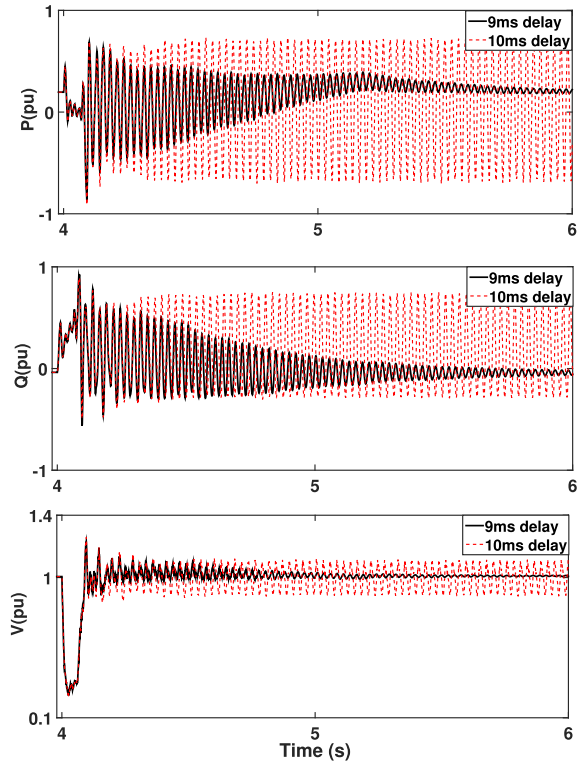 1
9ms delay
10ms delay
P(pu)
0
-1
4
5
6
1
9ms delay
10ms delay
Q(pu)
0
-1
4
5
6
1.4
9ms delay
10ms delay
1
V(pu)
0.1
4
5
6
Time (s)